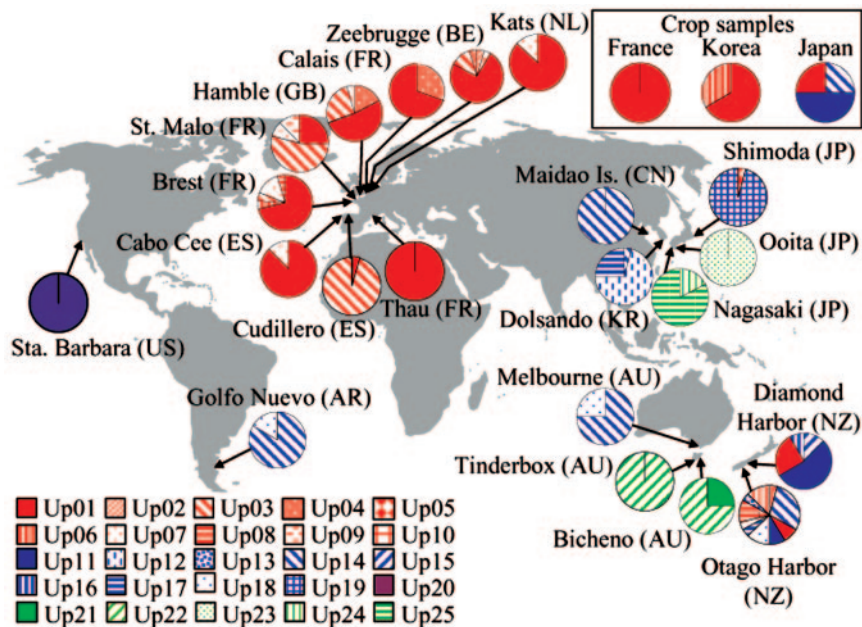 Zeebrugge (BE)
Kats (NL)
Calais (FR)
Hamble (GB)
St. Malo (FR)
Brest (FR)
Cabo Cee (ES)
Cudillero (ES)
Thau (FR)
Sta. Barbara (US)
Golfo Nuevo (AR)
Crop samples
France Korea Japan
Shimoda (JP)
Maidao Is. (CN)
Ooita (JP)
Dolsando (KR)
Nagasaki (JP)
Melbourne (AU)
Diamond
Harbor (NZ)
Tinderbox (AU)
Bicheno (AU)
Otago Harbor
(NZ)
Up01 Up02 Up03 Up04 Up05
Up06 Up07 Up08 Up09 Up10
Up11 Up12 Up13 Up14 Up15
Up16 Up17 Up18 Up19 Up20
Up21 Up22 Up23 Up24 Up25